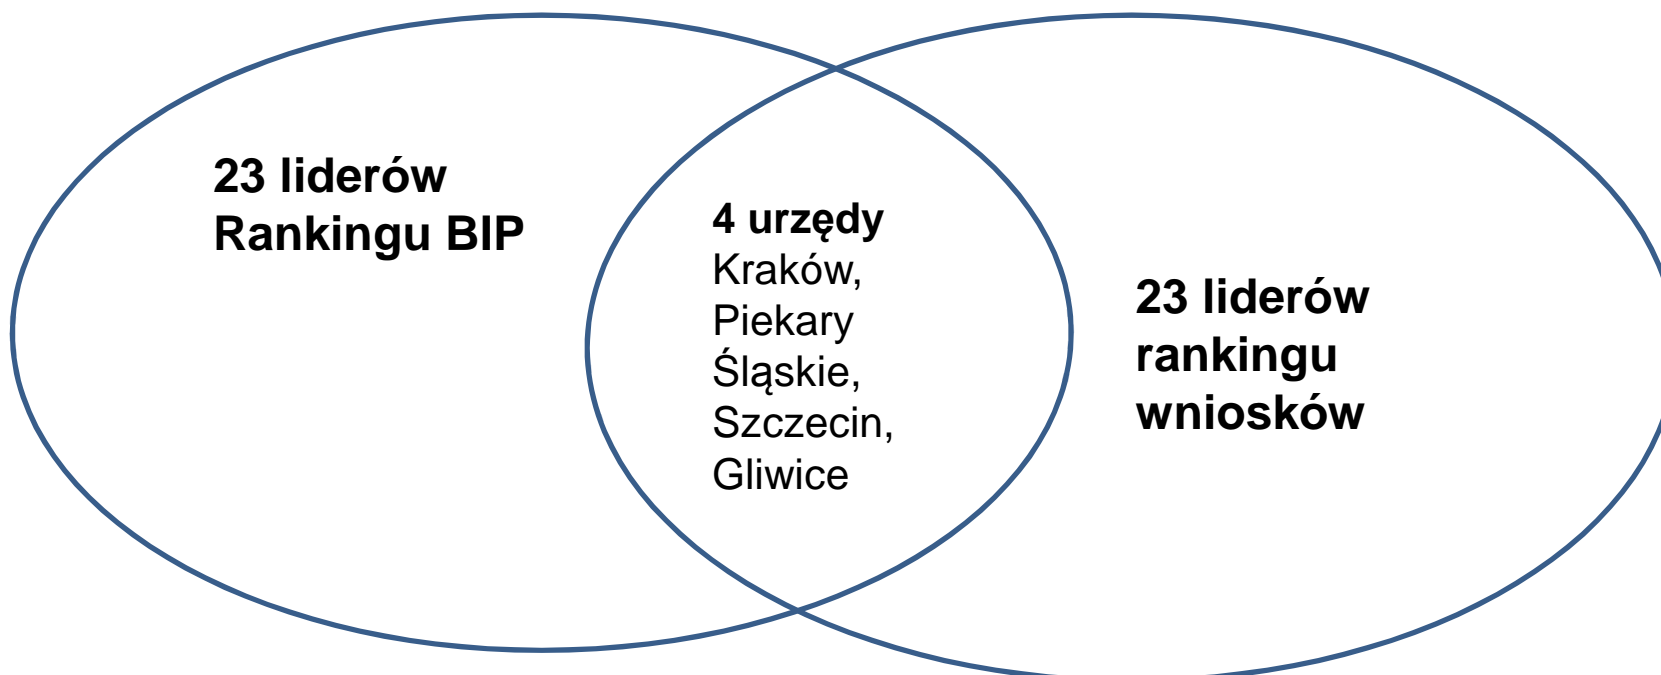 23 liderów
Rankingu BIP
4 urzędy
Kraków,
Piekary
Śląskie,
Szczecin,
Gliwice
23 liderów
rankingu
wniosków